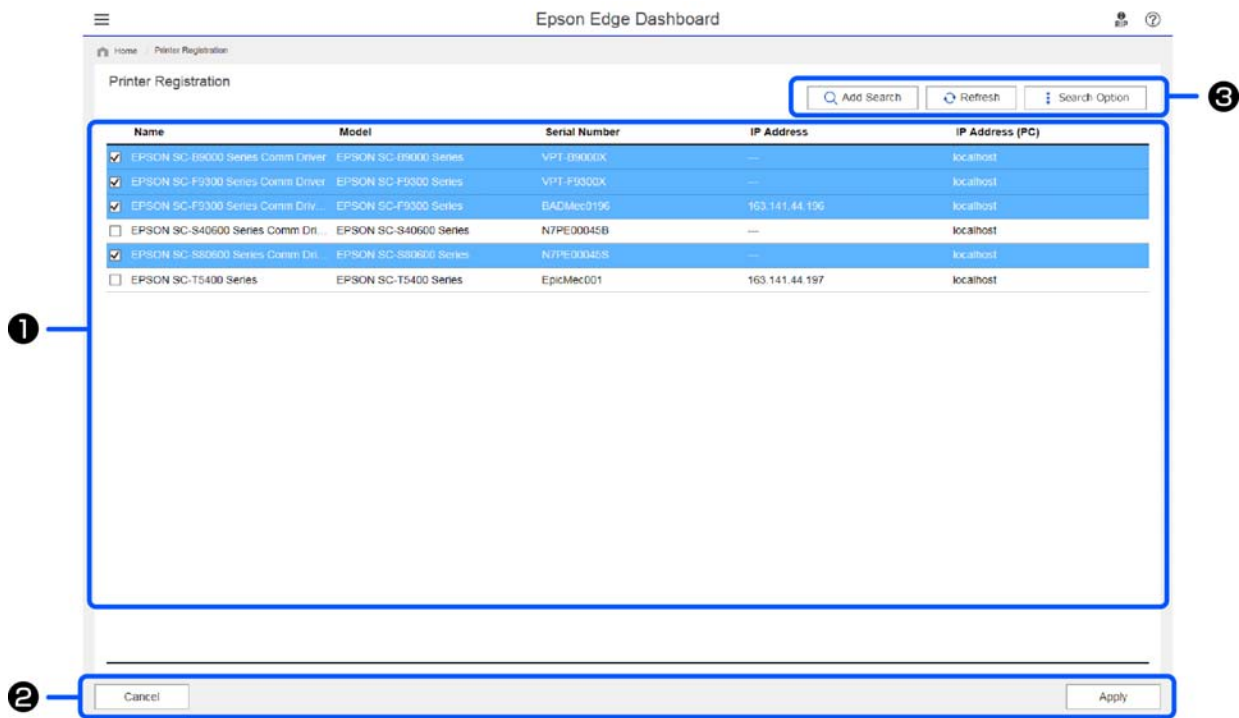 Epson Edge Dashboard
RIP
?
Home / Printer Registration
Printer Registration
Add Search Refresh Search Option
3
Name Model Serial Number IP Address IP Address (PC)
EPSON SC-B9000 Series Comm Driver EPSON SC-B9000 Series VPT-B9000X --- localhost
EPSON SC-F9300 Series Comm Driver EPSON SC-F9300 Series VPT-F9300X --- localhost
EPSON SC-F9300 Series Comm Driv... EPSON SC-F9300 Series BADMec0196 163.141.44.196 localhost
EPSON SC-S40600 Series Comm Dri... EPSON SC-S40600 Series N7PE00045B --- localhost
EPSON SC-S80600 Series Comm Dri... EPSON SC-S80600 Series N7PE00046S --- localhost
EPSON SC-T5400 Series EPSON SC-T5400 Series EpicMec001 163.141.44.197 localhost
1
2
Cancel Apply